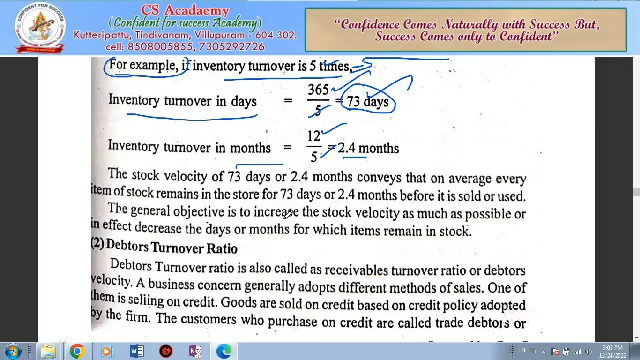 CS Acadaemy
(Confident for success Academy)
Kutteripattu, Tindivanam, Villupuram - 604 302.
Cell: 8508005855, 7305292726
“Confidence Comes Naturally with Success But,
Success Comes only to Confident”
For example, if inventory turnover is 5 times,
Inventory turnover in days = 365/5 = 73 days
Inventory turnover in months = 12/5 = 2.4 months
The stock velocity of 73 days or 2.4 months conveys that on average every
item of stock remains in the store for 73 days or 2.4 months before it is sold or used.
The general objective is to increase the stock velocity as much as possible or
in effect decrease the days or months for which items remain in stock.
(2) Debtors Turnover Ratio
Debtors Turnover ratio is also called as receivables turnover ratio or debtors
velocity. A business concern generally adopts different methods of sales. One of
them is selling on credit. Goods are sold on credit based on credit policy adopted
by the firm. The customers who purchase on credit are called trade debtors or
9:03 PM
12/24/2022